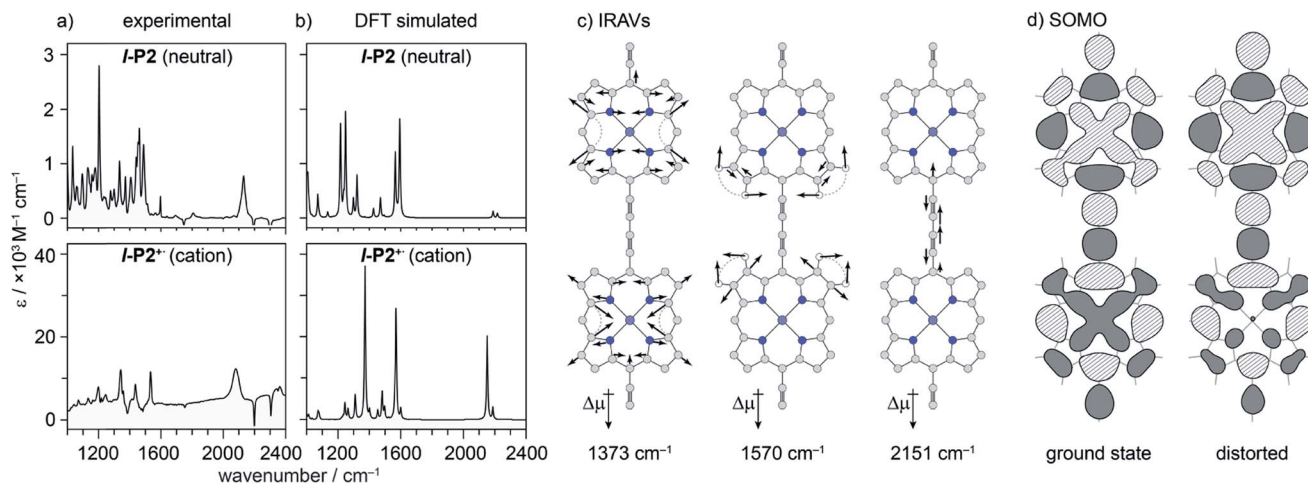 a) experimental
b) DFT simulated
c) IRAVs
d) SOMO
l-P2 (neutral)
l-P2 (neutral)
3
2
1
0
l-P2+· (cation)
l-P2+· (cation)
40
20
0
ε / ×10³ M⁻¹ cm⁻¹
1200 1600 2000 2400
1200 1600 2000 2400
wavenumber / cm⁻¹
Δμ
Δμ
Δμ
1373 cm⁻¹
1570 cm⁻¹
2151 cm⁻¹
ground state
distorted